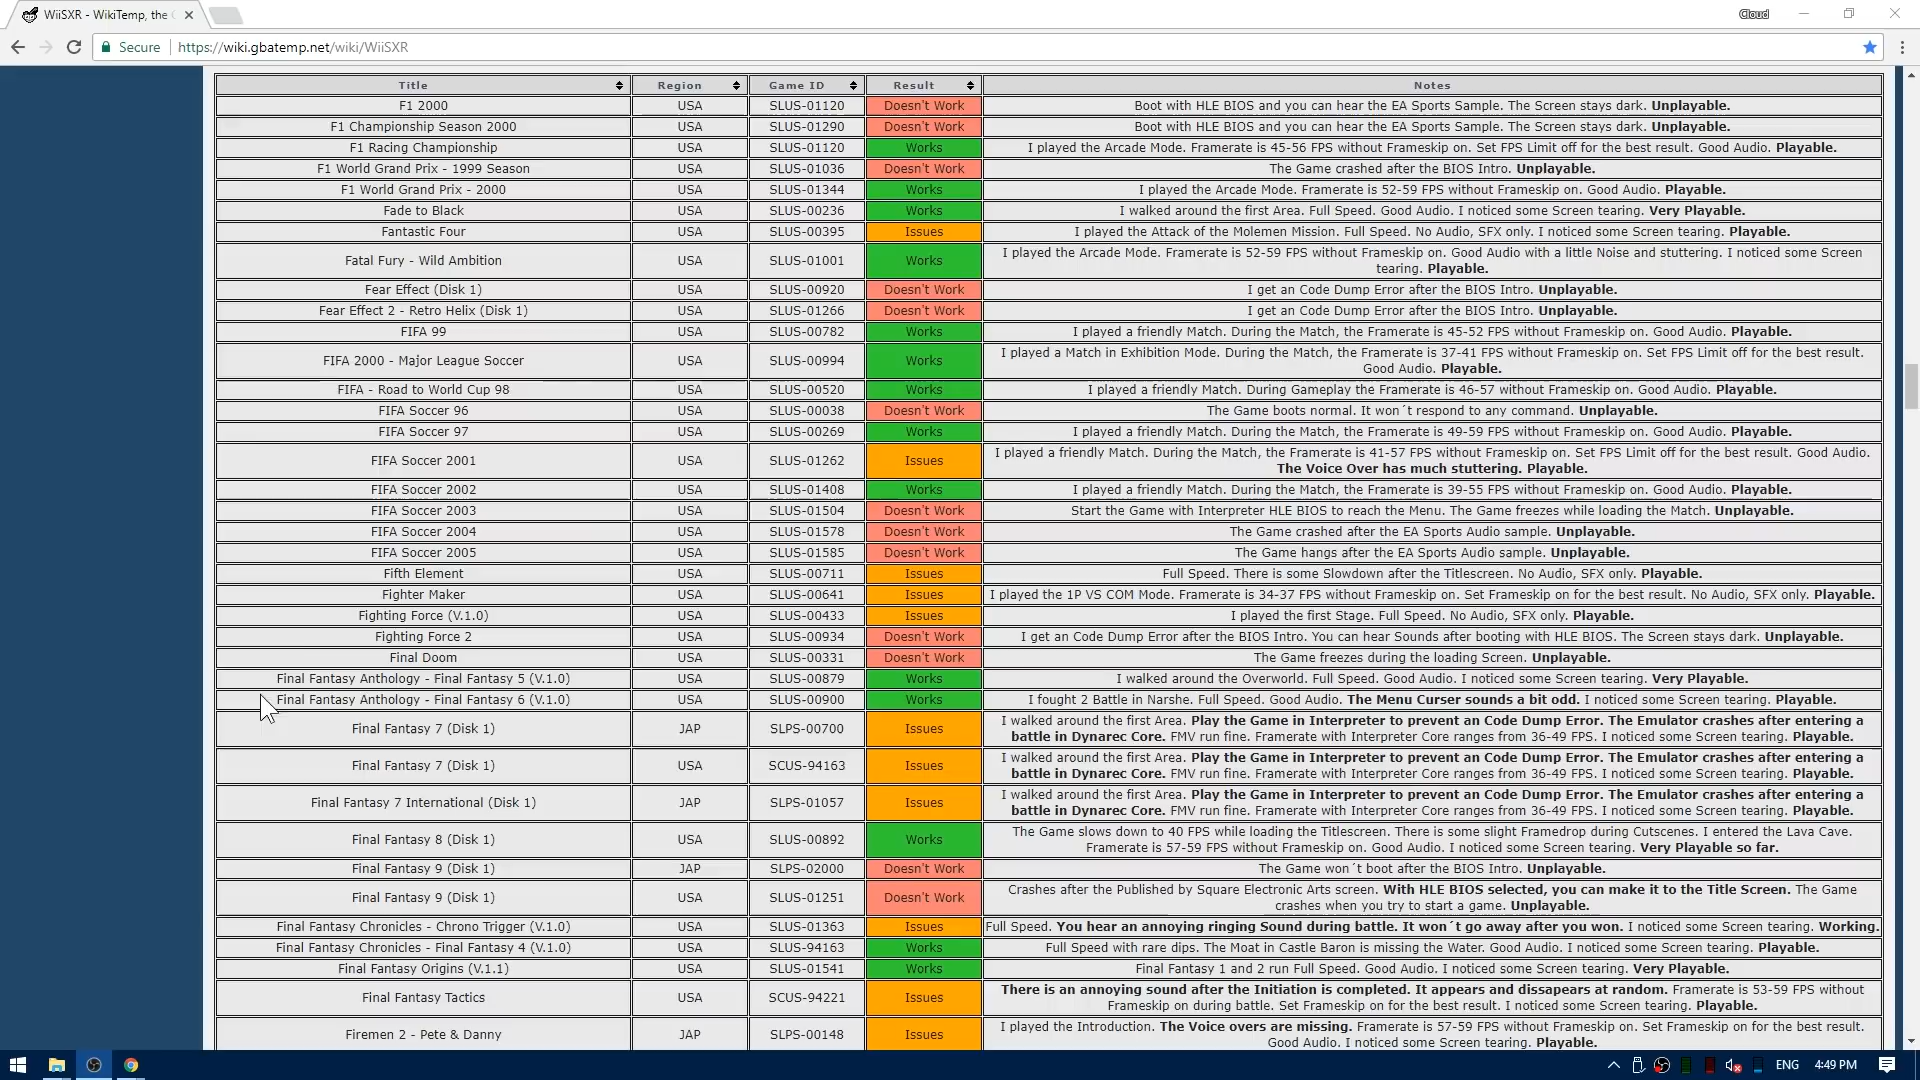 WiiSXR - WikiTemp, the
Cloud
Secure https://wiki.gbatemp.net/wiki/WiiSXR
Title Region Game ID Result Notes
F1 2000 USA SLUS-01120 Doesn't Work Boot with HLE BIOS and you can hear the EA Sports Sample. The Screen stays dark. Unplayable.
F1 Championship Season 2000 USA SLUS-01290 Doesn't Work Boot with HLE BIOS and you can hear the EA Sports Sample. The Screen stays dark. Unplayable.
F1 Racing Championship USA SLUS-01120 Works I played the Arcade Mode. Framerate is 45-56 FPS without Frameskip on. Set FPS Limit off for the best result. Good Audio. Playable.
F1 World Grand Prix - 1999 Season USA SLUS-01036 Doesn't Work The Game crashed after the BIOS Intro. Unplayable.
F1 World Grand Prix - 2000 USA SLUS-01344 Works I played the Arcade Mode. Framerate is 52-59 FPS without Frameskip on. Good Audio. Playable.
Fade to Black USA SLUS-00236 Works I walked around the first Area. Full Speed. Good Audio. I noticed some Screen tearing. Very Playable.
Fantastic Four USA SLUS-00395 Issues I played the Attack of the Molemen Mission. Full Speed. No Audio, SFX only. I noticed some Screen tearing. Playable.
Fatal Fury - Wild Ambition USA SLUS-01001 Works I played the Arcade Mode. Framerate is 52-59 FPS without Frameskip on. Good Audio with a little Noise and stuttering. I noticed some Screen
tearing. Playable.
Fear Effect (Disk 1) USA SLUS-00920 Doesn't Work I get an Code Dump Error after the BIOS Intro. Unplayable.
Fear Effect 2 - Retro Helix (Disk 1) USA SLUS-01266 Doesn't Work I get an Code Dump Error after the BIOS Intro. Unplayable.
FIFA 99 USA SLUS-00782 Works I played a friendly Match. During the Match, the Framerate is 45-52 FPS without Frameskip on. Good Audio. Playable.
FIFA 2000 - Major League Soccer USA SLUS-00994 Works I played a Match in Exhibition Mode. During the Match, the Framerate is 37-41 FPS without Frameskip on. Set FPS Limit off for the best result.
Good Audio. Playable.
FIFA - Road to World Cup 98 USA SLUS-00520 Works I played a friendly Match. During Gameplay the Framerate is 46-57 without Frameskip on. Good Audio. Playable.
FIFA Soccer 96 USA SLUS-00038 Doesn't Work The Game boots normal. It won´t respond to any command. Unplayable.
FIFA Soccer 97 USA SLUS-00269 Works I played a friendly Match. During the Match, the Framerate is 49-59 FPS without Frameskip on. Good Audio. Playable.
FIFA Soccer 2001 USA SLUS-01262 Issues I played a friendly Match. During the Match, the Framerate is 41-57 FPS without Frameskip on. Set FPS Limit off for the best result. Good Audio.
The Voice Over has much stuttering. Playable.
FIFA Soccer 2002 USA SLUS-01408 Works I played a friendly Match. During the Match, the Framerate is 39-55 FPS without Frameskip on. Good Audio. Playable.
FIFA Soccer 2003 USA SLUS-01504 Doesn't Work Start the Game with Interpreter HLE BIOS to reach the Menu. The Game freezes while loading the Match. Unplayable.
FIFA Soccer 2004 USA SLUS-01578 Doesn't Work The Game crashed after the EA Sports Audio sample. Unplayable.
FIFA Soccer 2005 USA SLUS-01585 Doesn't Work The Game hangs after the EA Sports Audio sample. Unplayable.
Fifth Element USA SLUS-00711 Issues Full Speed. There is some Slowdown after the Titlescreen. No Audio, SFX only. Playable.
Fighter Maker USA SLUS-00641 Issues I played the 1P VS COM Mode. Framerate is 34-37 FPS without Frameskip on. Set Frameskip on for the best result. No Audio, SFX only. Playable.
Fighting Force (V.1.0) USA SLUS-00433 Issues I played the first Stage. Full Speed. No Audio, SFX only. Playable.
Fighting Force 2 USA SLUS-00934 Doesn't Work I get an Code Dump Error after the BIOS Intro. You can hear Sounds after booting with HLE BIOS. The Screen stays dark. Unplayable.
Final Doom USA SLUS-00331 Doesn't Work The Game freezes during the loading Screen. Unplayable.
Final Fantasy Anthology - Final Fantasy 5 (V.1.0) USA SLUS-00879 Works I walked around the Overworld. Full Speed. Good Audio. I noticed some Screen tearing. Very Playable.
Final Fantasy Anthology - Final Fantasy 6 (V.1.0) USA SLUS-00900 Works I fought 2 Battle in Narshe. Full Speed. Good Audio. The Menu Curser sounds a bit odd. I noticed some Screen tearing. Playable.
Final Fantasy 7 (Disk 1) JAP SLPS-00700 Issues I walked around the first Area. Play the Game in Interpreter to prevent an Code Dump Error. The Emulator crashes after entering a
battle in Dynarec Core. FMV run fine. Framerate with Interpreter Core ranges from 36-49 FPS. I noticed some Screen tearing. Playable.
Final Fantasy 7 (Disk 1) USA SCUS-94163 Issues I walked around the first Area. Play the Game in Interpreter to prevent an Code Dump Error. The Emulator crashes after entering a
battle in Dynarec Core. FMV run fine. Framerate with Interpreter Core ranges from 36-49 FPS. I noticed some Screen tearing. Playable.
Final Fantasy 7 International (Disk 1) JAP SLPS-01057 Issues I walked around the first Area. Play the Game in Interpreter to prevent an Code Dump Error. The Emulator crashes after entering a
battle in Dynarec Core. FMV run fine. Framerate with Interpreter Core ranges from 36-49 FPS. I noticed some Screen tearing. Playable.
Final Fantasy 8 (Disk 1) USA SLUS-00892 Works The Game slows down to 40 FPS while loading the Titlescreen. There is some slight Framedrop during Cutscenes. I entered the Lava Cave.
Framerate is 57-59 FPS without Frameskip on. Good Audio. I noticed some Screen tearing. Very Playable so far.
Final Fantasy 9 (Disk 1) JAP SLPS-02000 Doesn't Work The Game won´t boot after the BIOS Intro. Unplayable.
Final Fantasy 9 (Disk 1) USA SLUS-01251 Doesn't Work Crashes after the Published by Square Electronic Arts screen. With HLE BIOS selected, you can make it to the Title Screen. The Game
crashes when you try to start a game. Unplayable.
Final Fantasy Chronicles - Chrono Trigger (V.1.0) USA SLUS-01363 Issues Full Speed. You hear an annoying ringing Sound during battle. It won´t go away after you won. I noticed some Screen tearing. Working.
Final Fantasy Chronicles - Final Fantasy 4 (V.1.0) USA SLUS-94163 Works Full Speed with rare dips. The Moat in Castle Baron is missing the Water. Good Audio. I noticed some Screen tearing. Playable.
Final Fantasy Origins (V.1.1) USA SLUS-01541 Works Final Fantasy 1 and 2 run Full Speed. Good Audio. I noticed some Screen tearing. Very Playable.
Final Fantasy Tactics USA SCUS-94221 Issues There is an annoying sound after the Initiation is completed. It appears and dissapears at random. Framerate is 53-59 FPS without
Frameskip on during battle. Set Frameskip on for the best result. I noticed some Screen tearing. Playable.
Firemen 2 - Pete & Danny JAP SLPS-00148 Issues I played the Introduction. The Voice overs are missing. Framerate is 57-59 FPS without Frameskip on. Set Frameskip on for the best result.
Good Audio. I noticed some Screen tearing. Playable.
ENG 4:49 PM